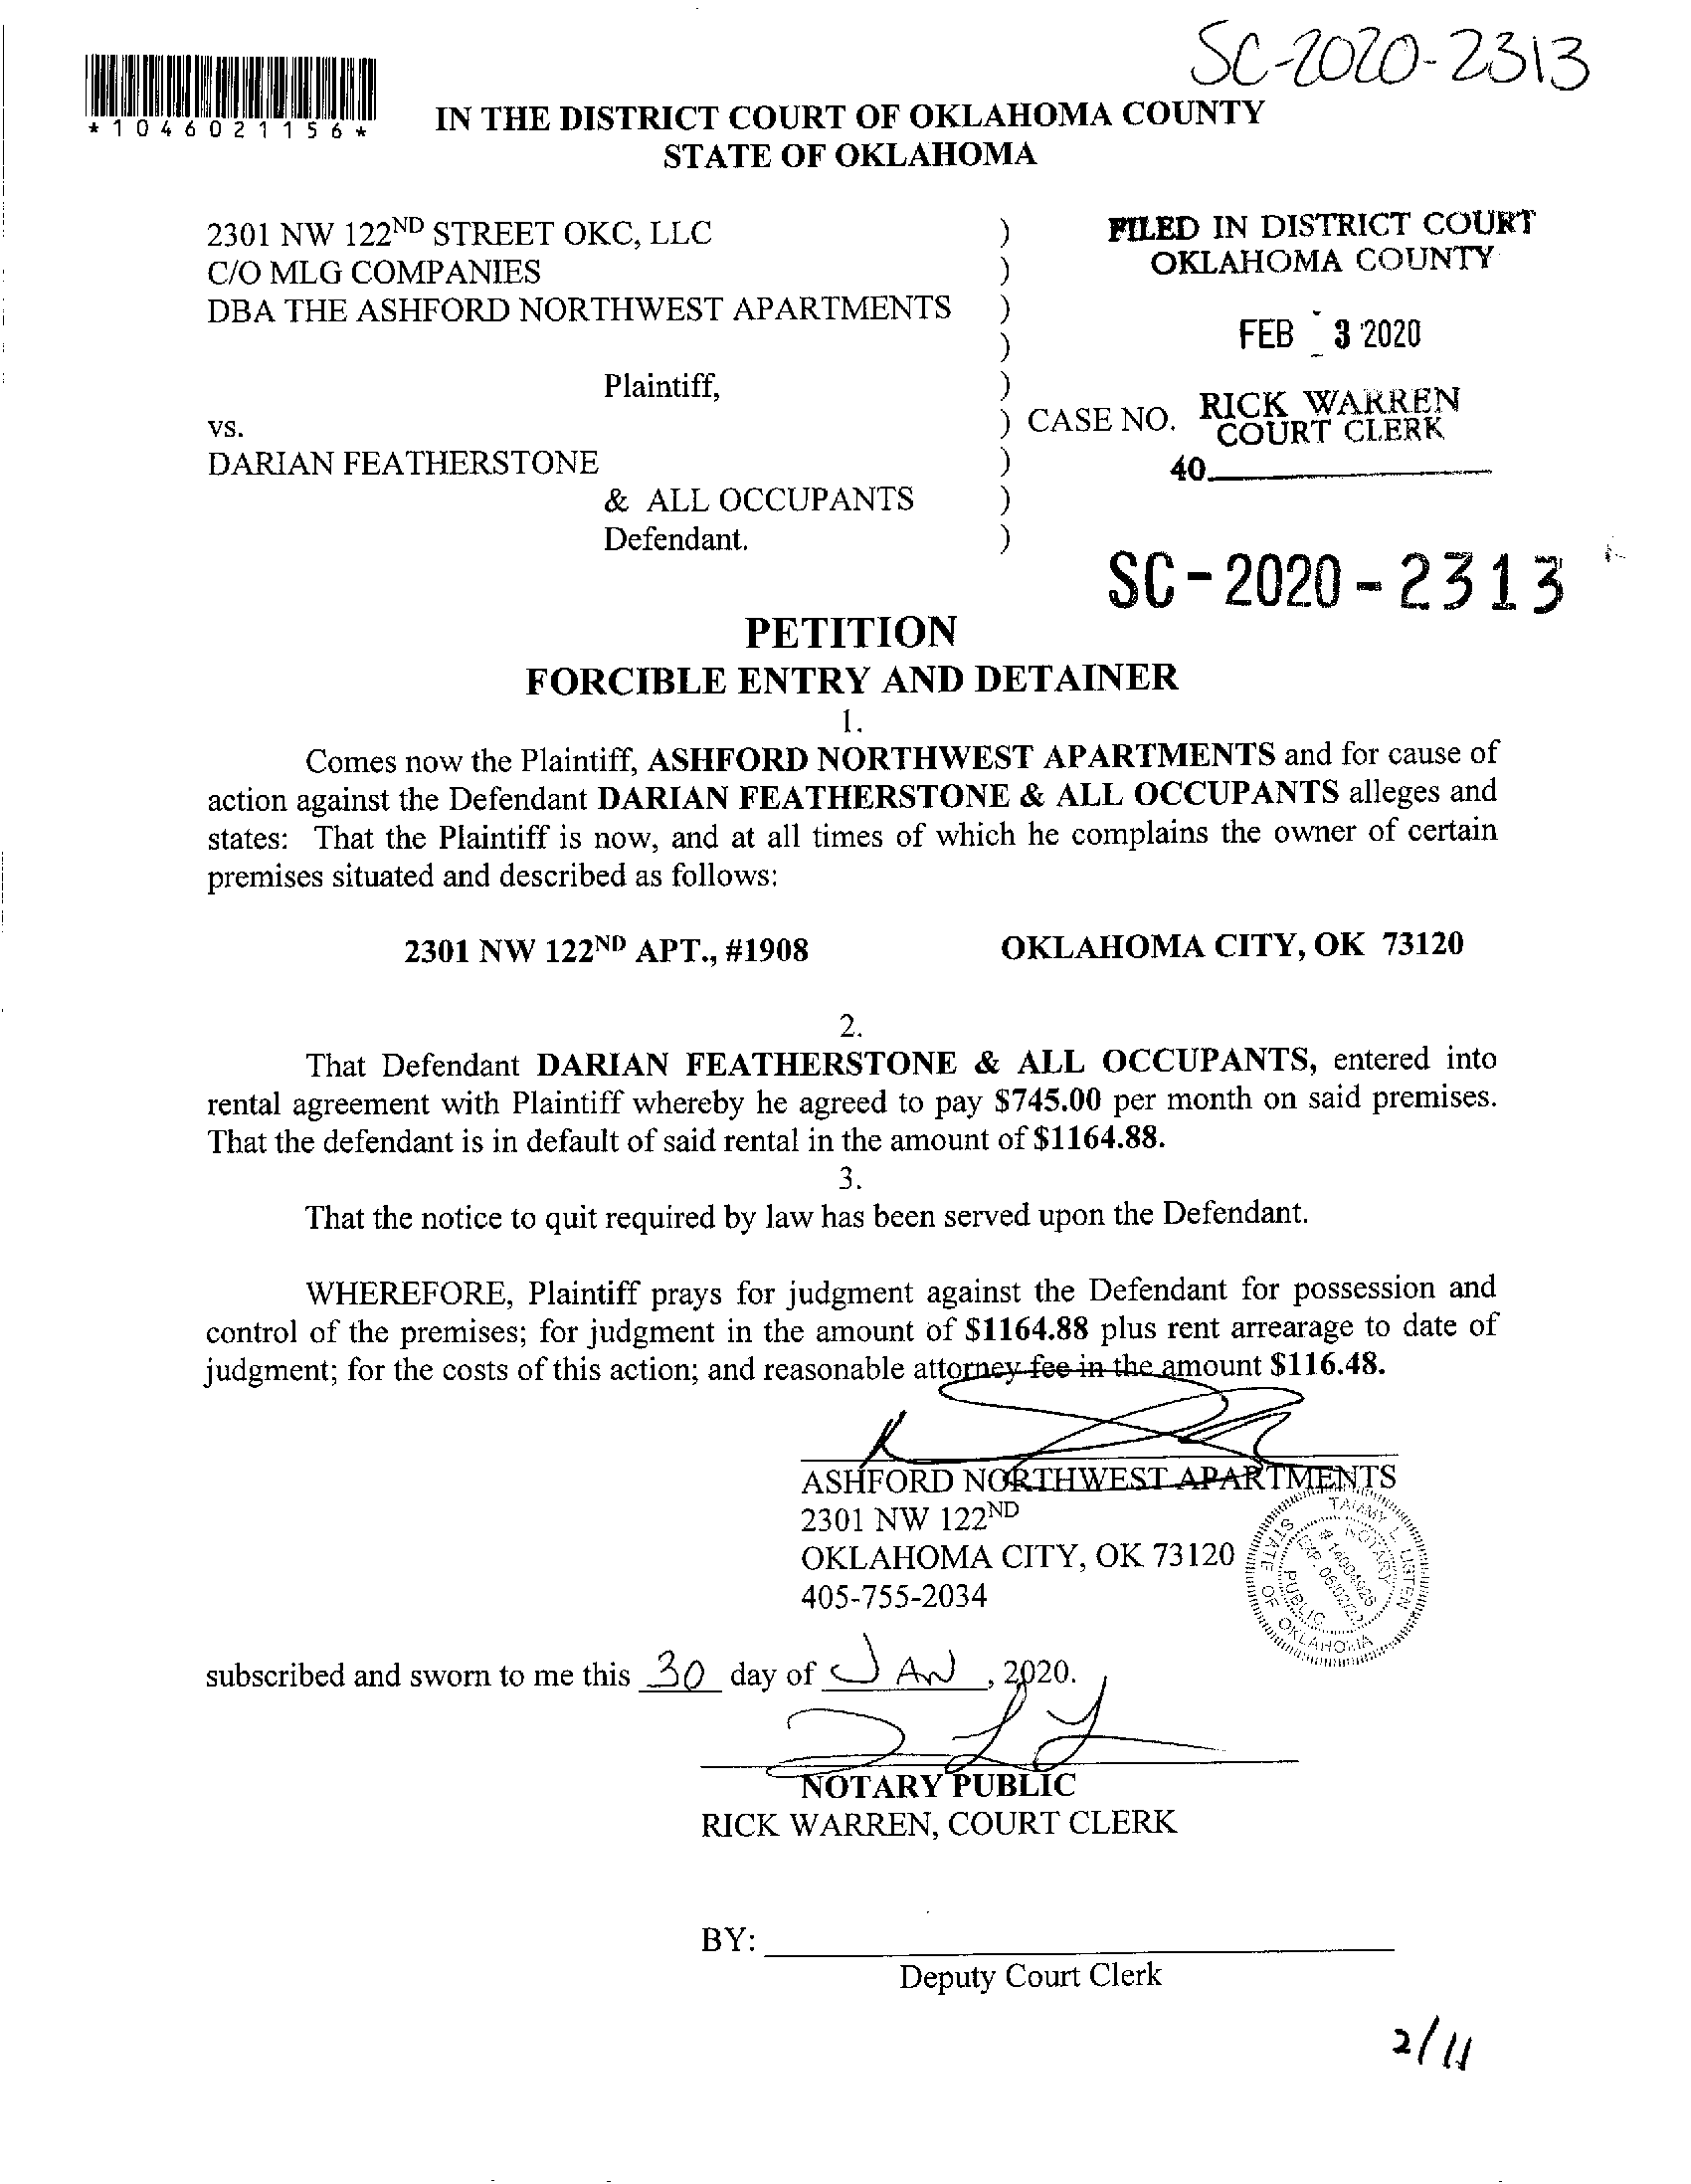 SC-2020-2313
*1046021156*
IN THE DISTRICT COURT OF OKLAHOMA COUNTY
STATE OF OKLAHOMA
2301 NW 122ND STREET OKC, LLC )
C/O MLG COMPANIES )
DBA THE ASHFORD NORTHWEST APARTMENTS )
)
Plaintiff, )
vs. ) CASE NO.
DARIAN FEATHERSTONE )
& ALL OCCUPANTS )
Defendant. )
FILED IN DISTRICT COURT
OKLAHOMA COUNTY
FEB - 3 2020
RICK WARREN
COURT CLERK
40
SC-2020-2313
PETITION
FORCIBLE ENTRY AND DETAINER
1.
Comes now the Plaintiff, ASHFORD NORTHWEST APARTMENTS and for cause of
action against the Defendant DARIAN FEATHERSTONE & ALL OCCUPANTS alleges and
states: That the Plaintiff is now, and at all times of which he complains the owner of certain
premises situated and described as follows:
2301 NW 122ND APT., #1908 OKLAHOMA CITY, OK 73120
2.
That Defendant DARIAN FEATHERSTONE & ALL OCCUPANTS, entered into
rental agreement with Plaintiff whereby he agreed to pay $745.00 per month on said premises.
That the defendant is in default of said rental in the amount of $1164.88.
3.
That the notice to quit required by law has been served upon the Defendant.
WHEREFORE, Plaintiff prays for judgment against the Defendant for possession and
control of the premises; for judgment in the amount of $1164.88 plus rent arrearage to date of
judgment; for the costs of this action; and reasonable attorney fee in the amount $116.48.
ASHFORD NORTHWEST APARTMENTS
2301 NW 122ND
OKLAHOMA CITY, OK 73120
405-755-2034
TAMMY L. LISTEN
NOTARY
# 14004926
EXP. 06/02/22
PUBLIC
STATE OF OKLAHOMA
subscribed and sworn to me this 30 day of JAN, 2020.
NOTARY PUBLIC
RICK WARREN, COURT CLERK
BY:
Deputy Court Clerk
2/11